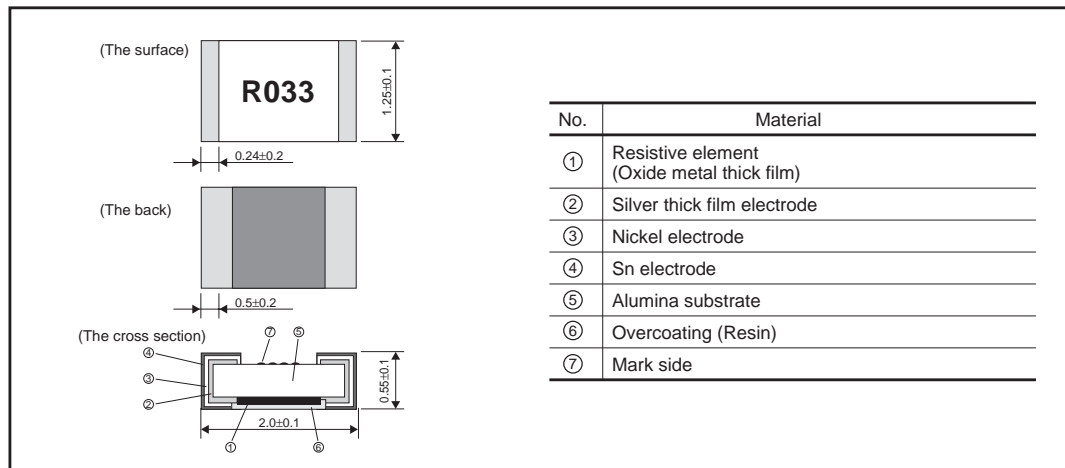 (The surface)
R033
1.25±0.1
0.24±0.2
(The back)
0.5±0.2
(The cross section)
⑦
⑤
④
③
②
0.55±0.1
2.0±0.1
①
⑥
No. Material
① Resistive element
(Oxide metal thick film)
② Silver thick film electrode
③ Nickel electrode
④ Sn electrode
⑤ Alumina substrate
⑥ Overcoating (Resin)
⑦ Mark side